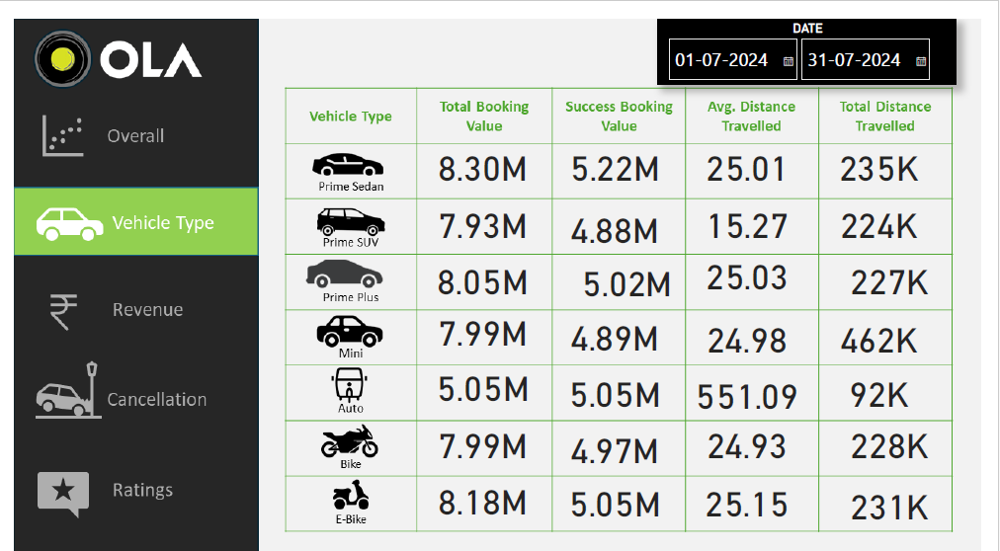 OLA
DATE
01-07-2024 31-07-2024
Overall
Vehicle Type
Revenue
Cancellation
Ratings
Vehicle Type Total Booking Value Success Booking Value Avg. Distance Travelled Total Distance Travelled
Prime Sedan 8.30M 5.22M 25.01 235K
Prime SUV 7.93M 4.88M 15.27 224K
Prime Plus 8.05M 5.02M 25.03 227K
Mini 7.99M 4.89M 24.98 462K
Auto 5.05M 5.05M 551.09 92K
Bike 7.99M 4.97M 24.93 228K
E-Bike 8.18M 5.05M 25.15 231K